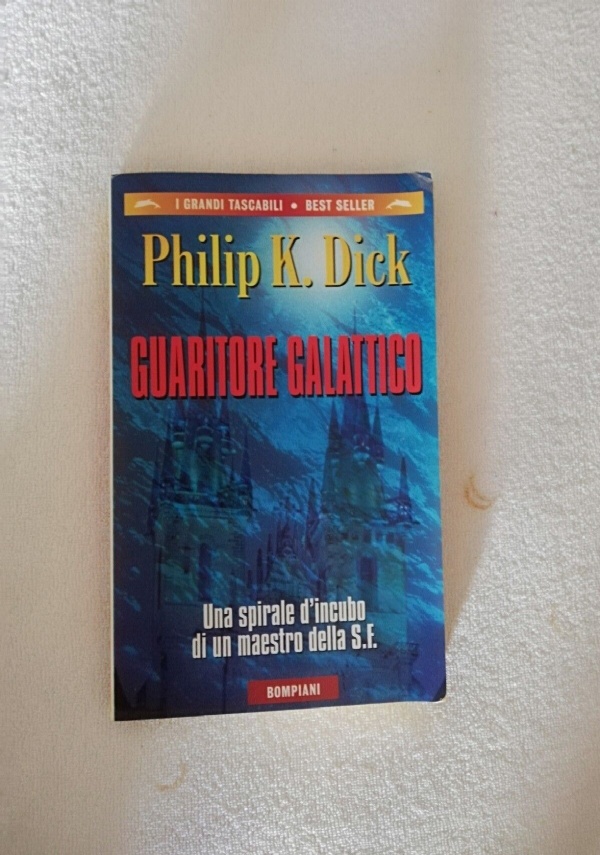 I GRANDI TASCABILI • BEST SELLER
Philip K. Dick
GUARITORE GALATTICO
Una spirale d'incubo
di un maestro della S.F.
BOMPIANI